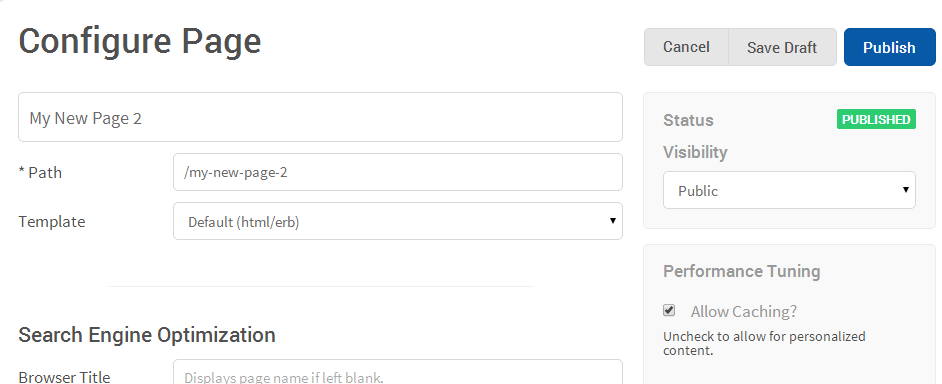 Configure Page
Cancel
Save Draft
Publish
My New Page 2
* Path
/my-new-page-2
Template
Default (html/erb)
Search Engine Optimization
Browser Title
Displays page name if left blank.
Status
PUBLISHED
Visibility
Public
Performance Tuning
Allow Caching?
Uncheck to allow for personalized
content.